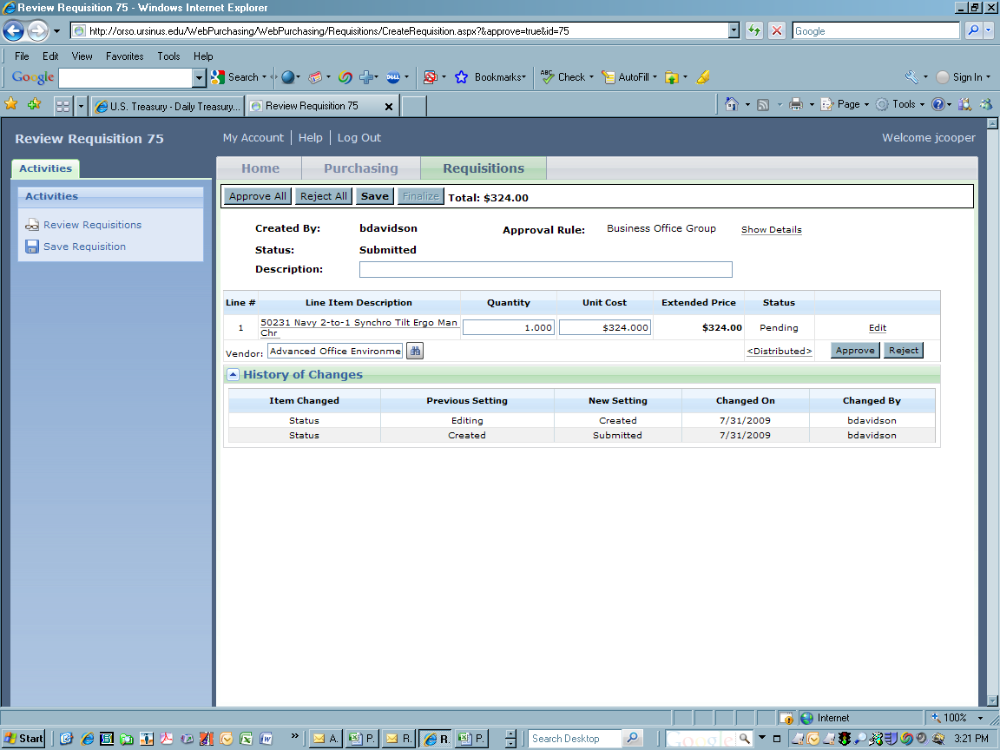 Review Requisition 75 - Windows Internet Explorer
http://orso.ursinus.edu/WebPurchasing/WebPurchasing/Requisitions/CreateRequisition.aspx?&approve=true&id=75
Google
File Edit View Favorites Tools Help
Google Search DELL Bookmarks ABC Check AutoFill Sign In
U.S. Treasury - Daily Treasury... Review Requisition 75 Page Tools
Review Requisition 75 My Account Help Log Out Welcome jcooper
Activities Home Purchasing Requisitions
Activities
Review Requisitions
Save Requisition
Approve All Reject All Save Finalize Total: $324.00
Created By: bdavidson Approval Rule: Business Office Group Show Details
Status: Submitted
Description:
Line # Line Item Description Quantity Unit Cost Extended Price Status
1 50231 Navy 2-to-1 Synchro Tilt Ergo Man 1.000 $324.000 $324.00 Pending Edit
Chr
Vendor: Advanced Office Environme <Distributed> Approve Reject
History of Changes
Item Changed Previous Setting New Setting Changed On Changed By
Status Editing Created 7/31/2009 bdavidson
Status Created Submitted 7/31/2009 bdavidson
Internet 100%
Start » A. P. R. R. P. Search Desktop Google 3:21 PM